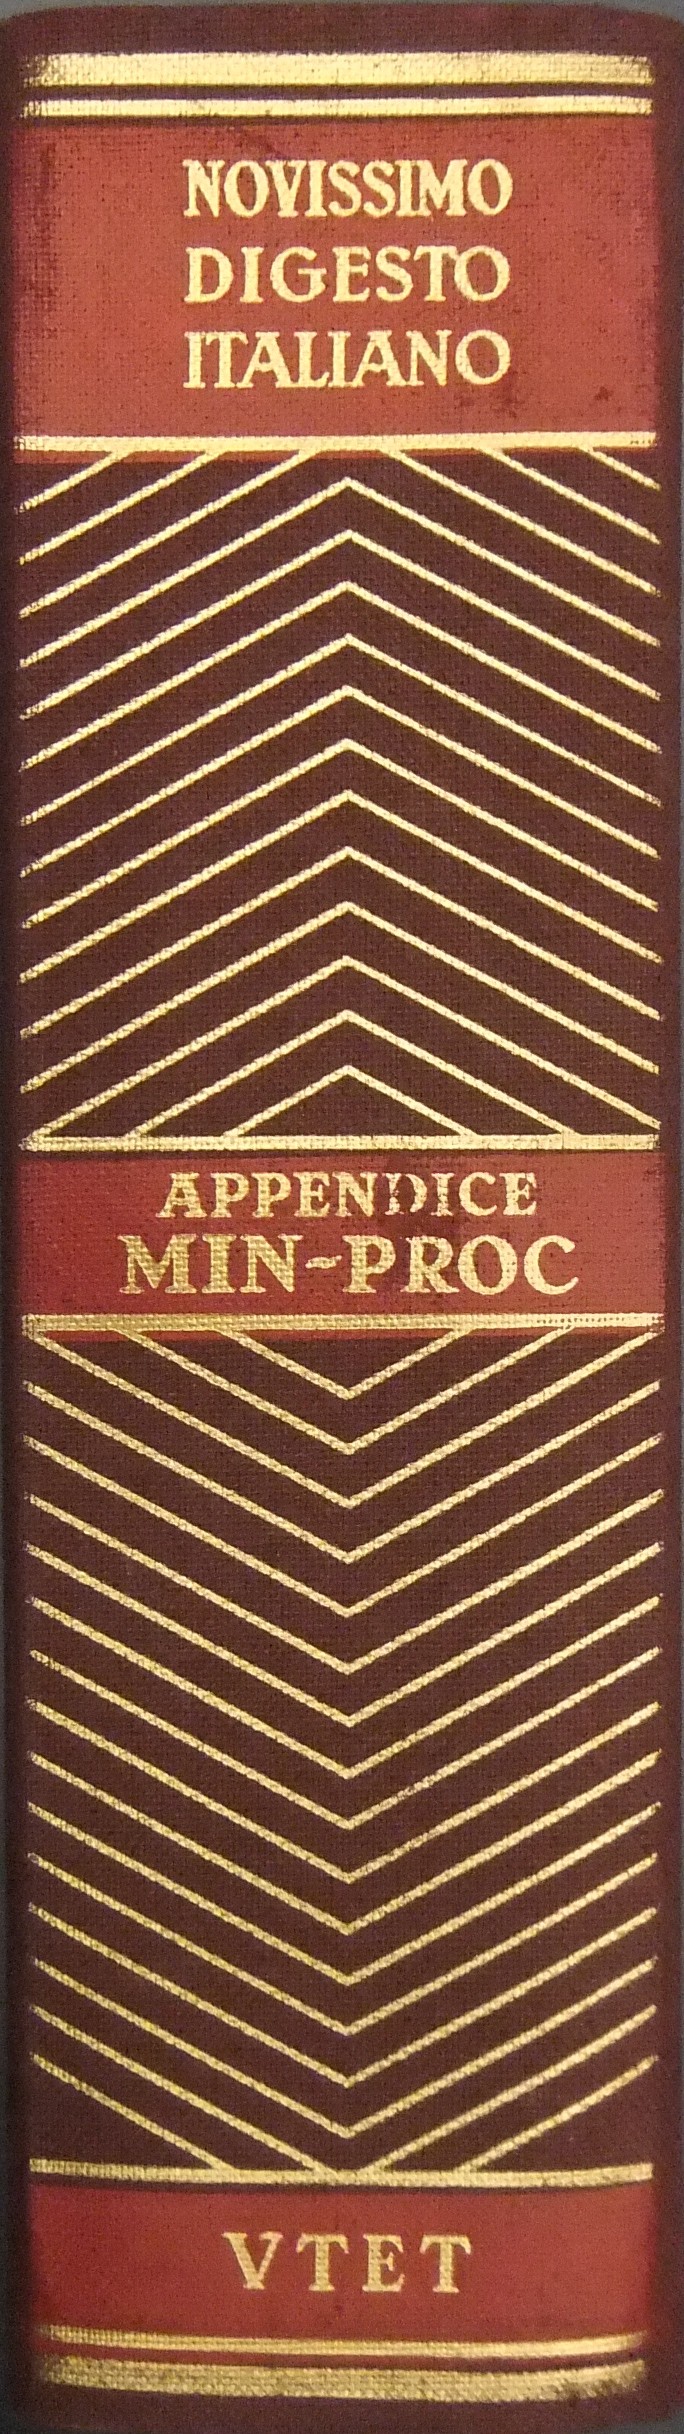 NOVISSIMO
DIGESTO
ITALIANO
APPENDICE
MIN-PROC
VTET